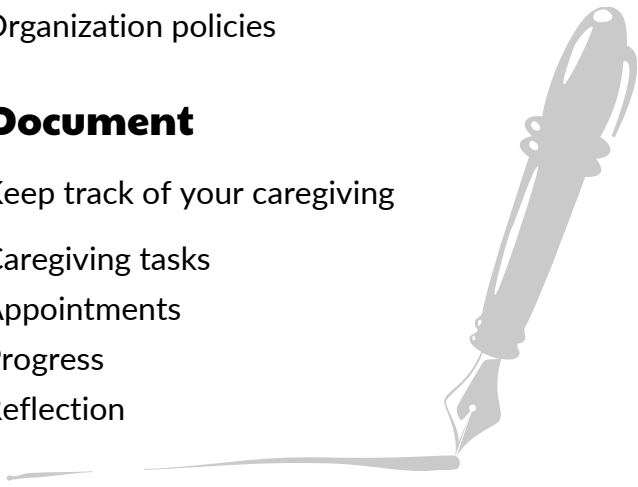 Organization policies
Document
Keep track of your caregiving
Caregiving tasks
Appointments
Progress
Reflection